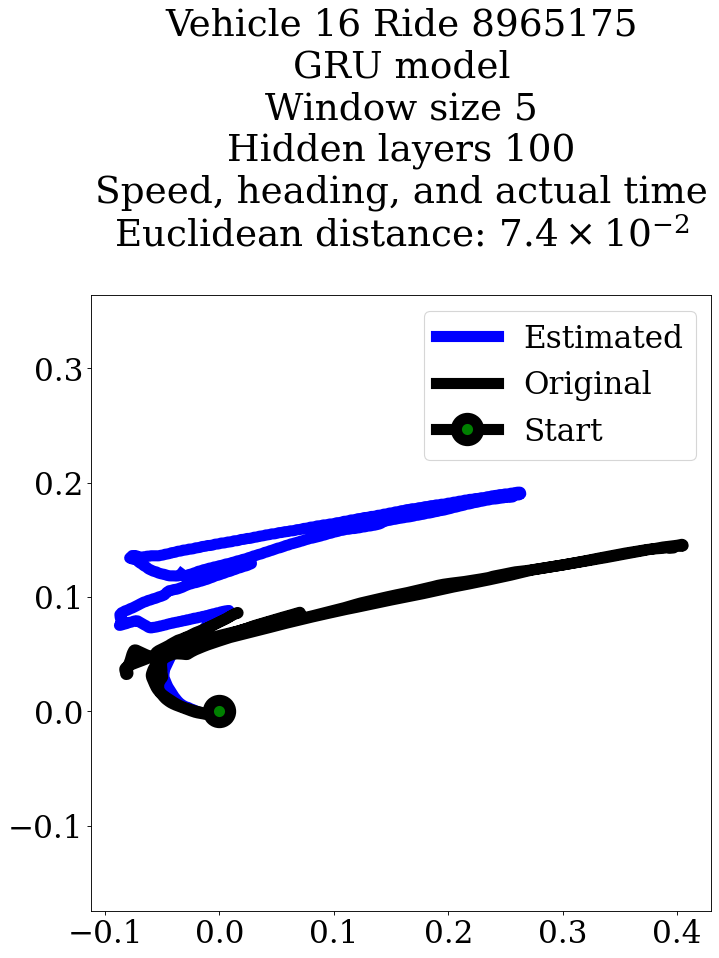 Vehicle 16 Ride 8965175
GRU model
Window size 5
Hidden layers 100
Speed, heading, and actual time
Euclidean distance: 7.4 × 10⁻²
Estimated
Original
Start
0.3
0.2
0.1
0.0
−0.1
−0.1 0.0 0.1 0.2 0.3 0.4